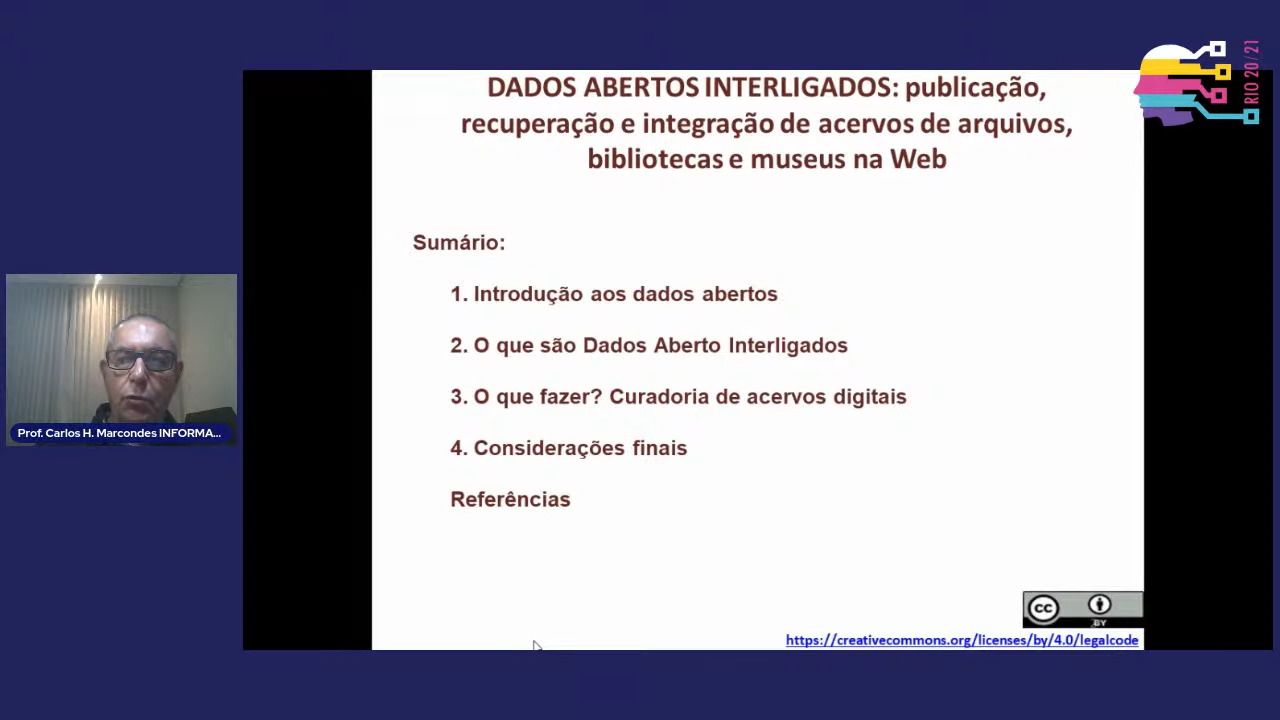 DADOS ABERTOS INTERLIGADOS: publicação,
recuperação e integração de acervos de arquivos,
bibliotecas e museus na Web
RIO 20/21
Sumário:
1. Introdução aos dados abertos
2. O que são Dados Aberto Interligados
3. O que fazer? Curadoria de acervos digitais
4. Considerações finais
Referências
Prof. Carlos H. Marcondes INFORMA...
cc
BY
https://creativecommons.org/licenses/by/4.0/legalcode